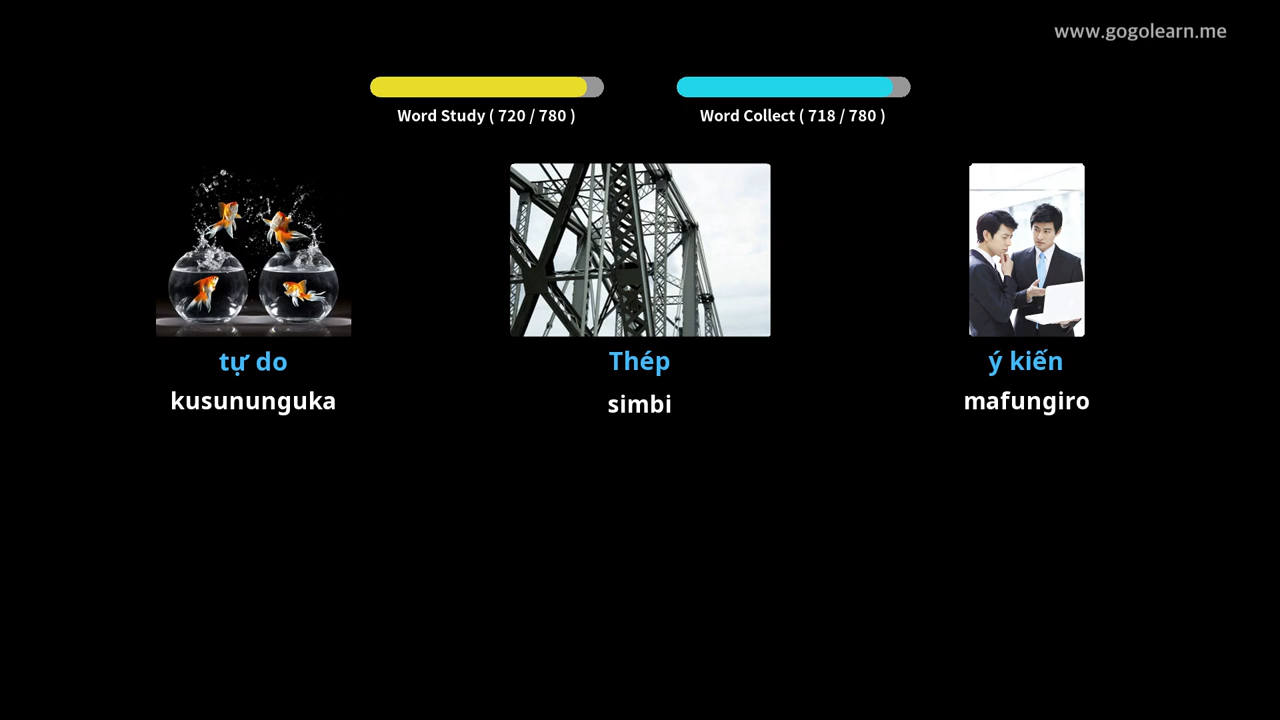 www.gogolearn.me
Word Study ( 720 / 780 )
Word Collect ( 718 / 780 )
tự do
Thép
ý kiến
kusununguka
simbi
mafungiro